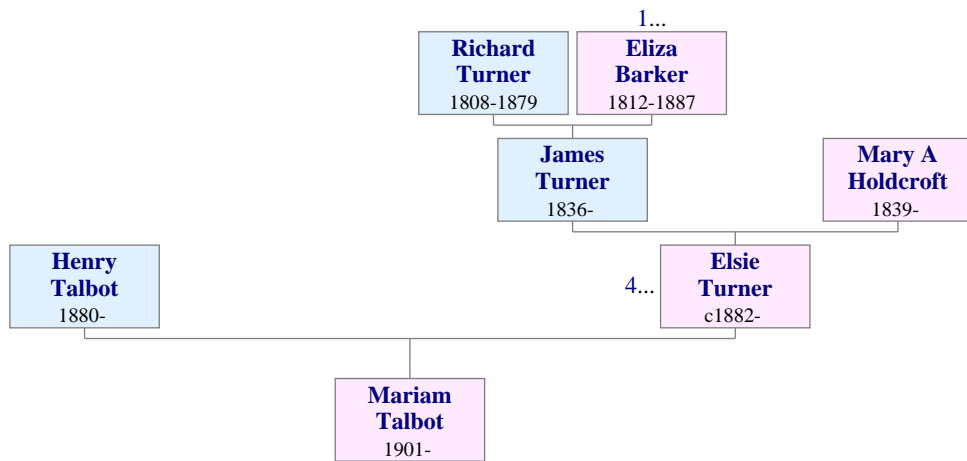 1...
Richard
Turner
1808-1879
Eliza
Barker
1812-1887
James
Turner
1836-
Mary A
Holdcroft
1839-
Henry
Talbot
1880-
4...
Elsie
Turner
c1882-
Mariam
Talbot
1901-